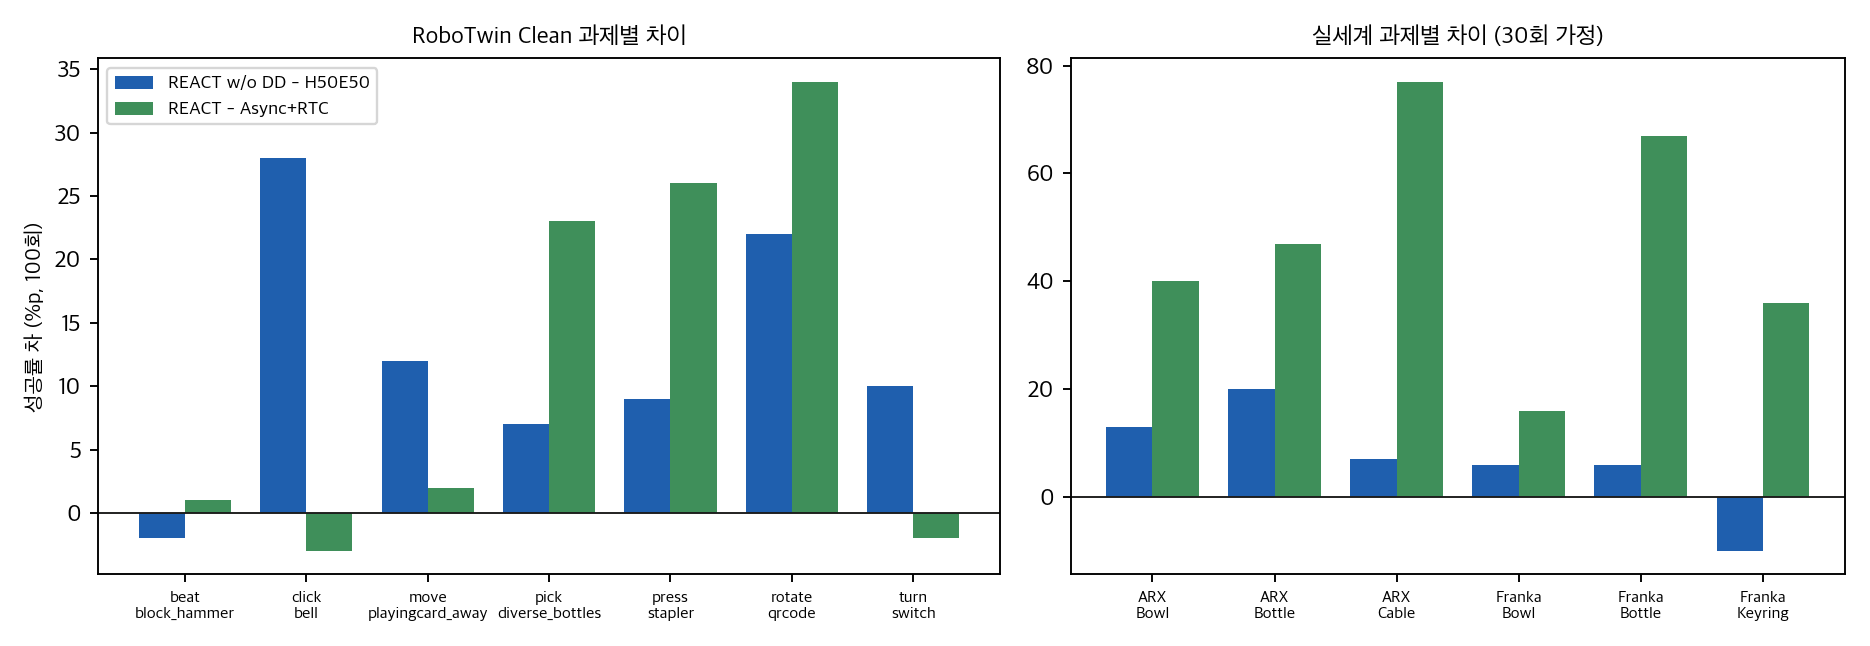 RoboTwin Clean 과제별 차이
REACT w/o DD - H50E50
REACT - Async+RTC
성공률 차 (%p, 100회)
35
30
25
20
15
10
5
0
beat
block_hammer
click
bell
move
playingcard_away
pick
diverse_bottles
press
stapler
rotate
qrcode
turn
switch
실세계 과제별 차이 (30회 가정)
80
60
40
20
0
ARX
Bowl
ARX
Bottle
ARX
Cable
Franka
Bowl
Franka
Bottle
Franka
Keyring